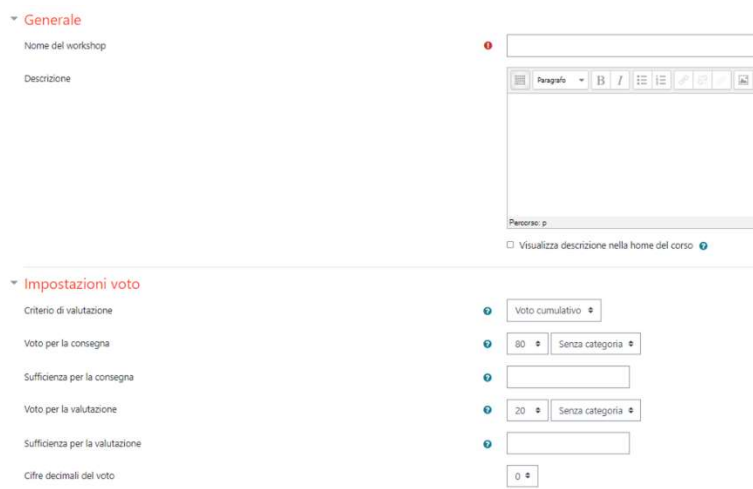 Generale
Nome del workshop
Descrizione
Paragrafo B I
Percorso: p
Visualizza descrizione nella home del corso
Impostazioni voto
Criterio di valutazione Voto cumulativo
Voto per la consegna 80 Senza categoria
Sufficienza per la consegna
Voto per la valutazione 20 Senza categoria
Sufficienza per la valutazione
Cifre decimali del voto 0